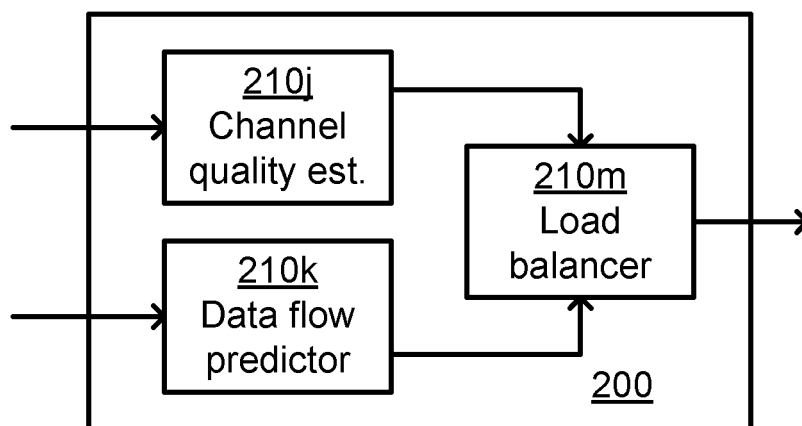 210j
Channel
quality est.
210m
Load
balancer
210k
Data flow
predictor
200